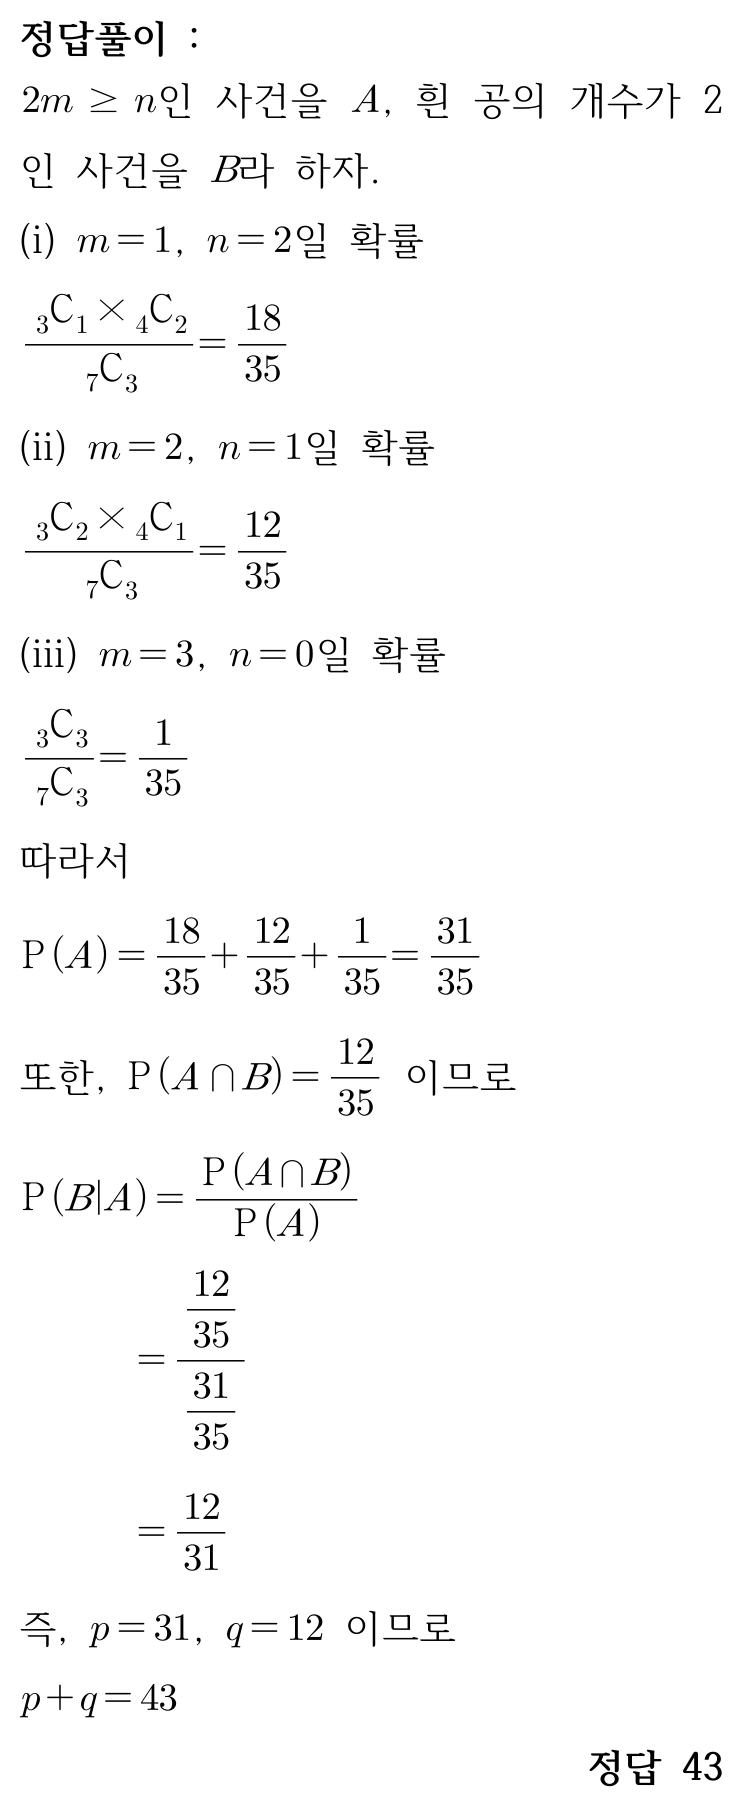 정답풀이 :
2m ≥ n인 사건을 A, 흰 공의 개수가 2
인 사건을 B라 하자.
(i) m=1, n=2일 확률
₃C₁×₄C₂/₇C₃ = 18/35
(ii) m=2, n=1일 확률
₃C₂×₄C₁/₇C₃ = 12/35
(iii) m=3, n=0일 확률
₃C₃/₇C₃ = 1/35
따라서
P(A)= 18/35 + 12/35 + 1/35 = 31/35
또한, P(A∩B)= 12/35 이므로
P(B|A)= P(A∩B)/P(A)
= (12/35)/(31/35)
= 12/31
즉, p=31, q=12 이므로
p+q=43
정답 43